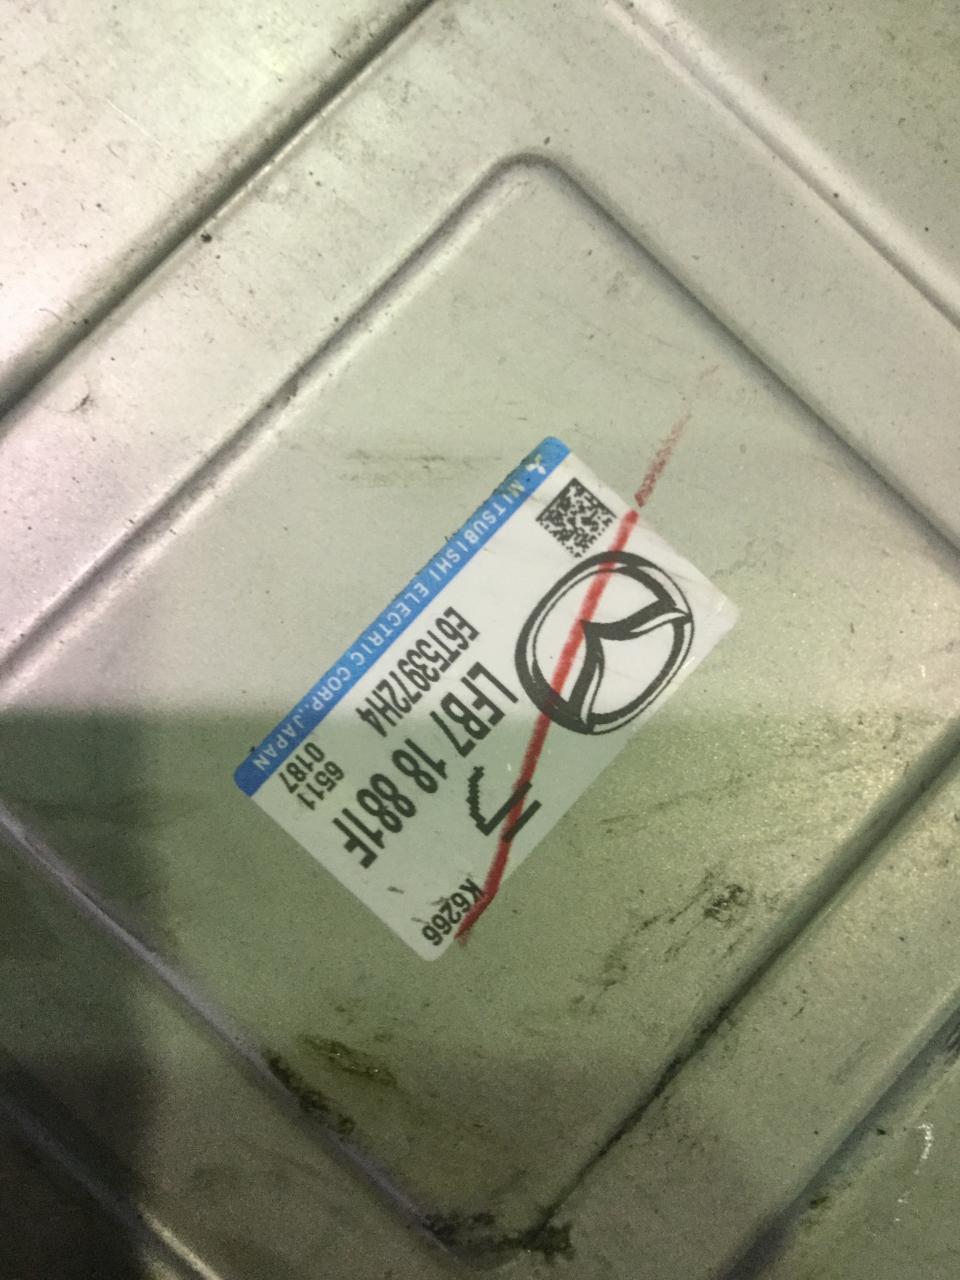 K6266
LFB7 18 881F
E6T53972H4
6511
0187
MITSUBISHI ELECTRIC CORP.JAPAN